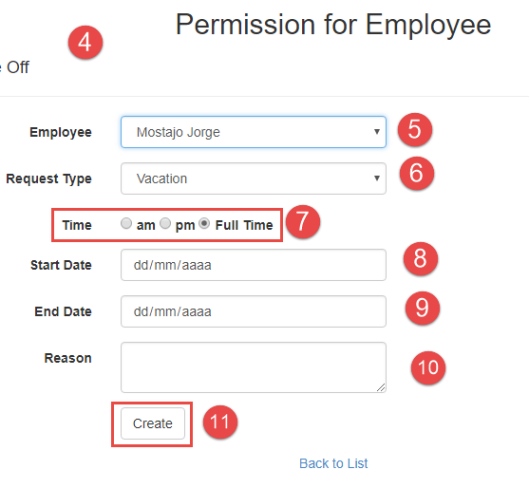 Permission for Employee
4
Off
Employee Mostajo Jorge 5
Request Type Vacation 6
Time am pm Full Time 7
Start Date dd/mm/aaaa 8
End Date dd/mm/aaaa 9
Reason 10
Create 11
Back to List